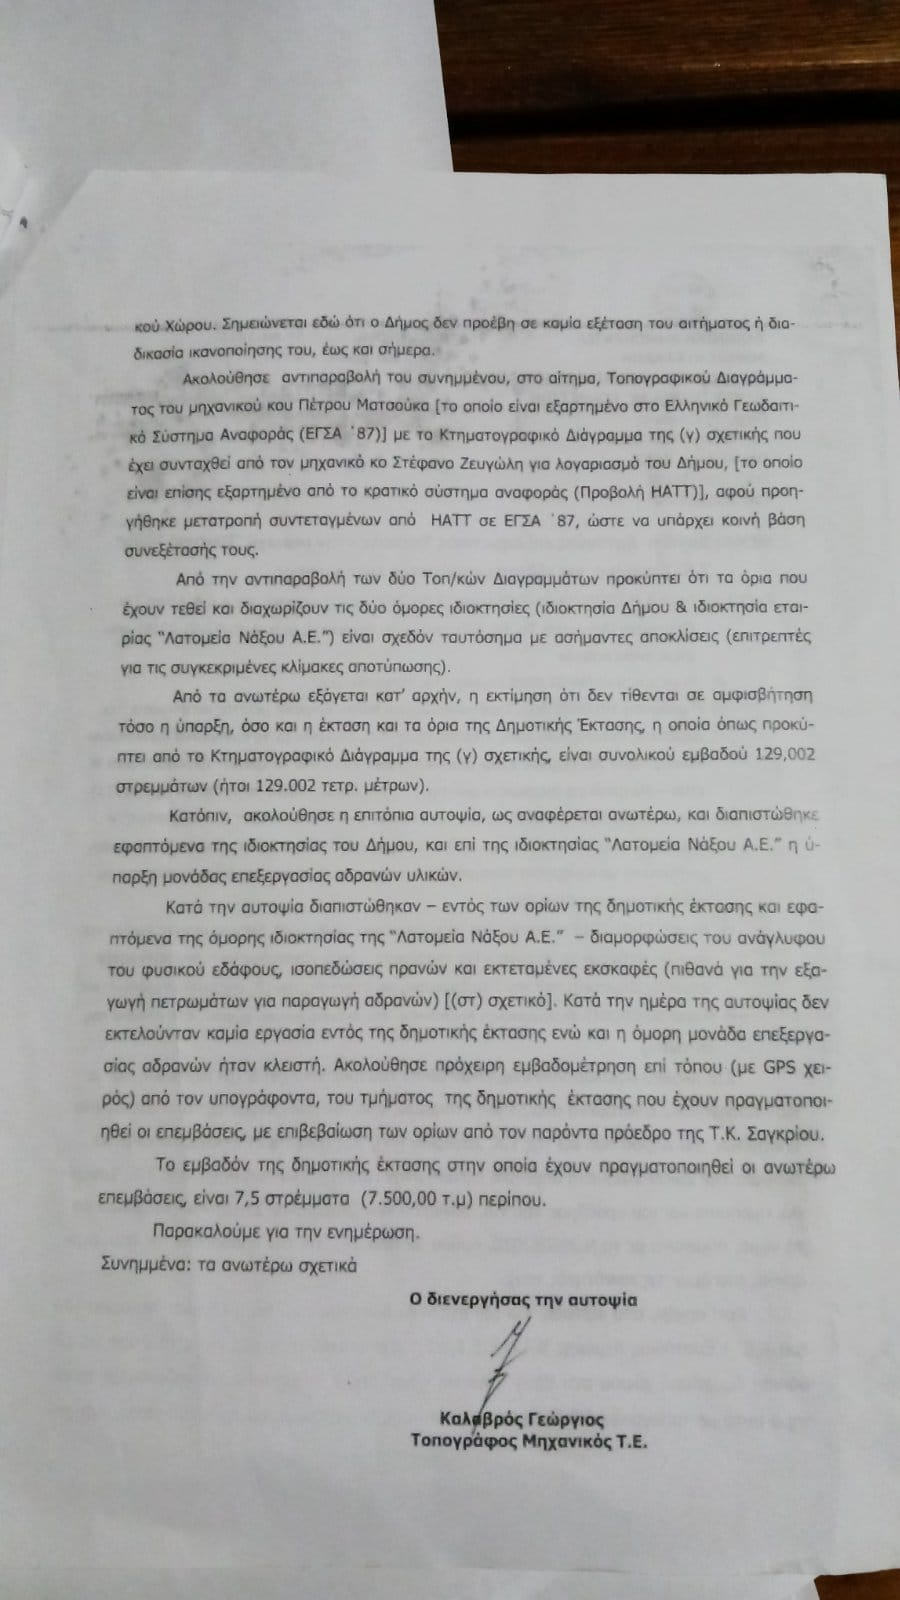 κού Χώρου. Σημειώνεται εδώ ότι ο Δήμος δεν προέβη σε καμία εξέταση του αιτήματος ή δια-
δικασία ικανοποίησης του, έως και σήμερα.
Ακολούθησε αντιπαραβολή του συνημμένου, στο αίτημα, Τοπογραφικού Διαγράμμα-
τος του μηχανικού κου Πέτρου Ματσούκα [το οποίο είναι εξαρτημένο στο Ελληνικό Γεωδαιτι-
κό Σύστημα Αναφοράς (ΕΓΣΑ ΄87)] με το Κτηματογραφικό Διάγραμμα της (γ) σχετικής που
έχει συνταχθεί από τον μηχανικό κο Στέφανο Ζευγώλη για λογαριασμό του Δήμου, [το οποίο
είναι επίσης εξαρτημένο από το κρατικό σύστημα αναφοράς (Προβολή ΗΑΤΤ)], αφού προη-
γήθηκε μετατροπή συντεταγμένων από ΗΑΤΤ σε ΕΓΣΑ ΄87, ώστε να υπάρχει κοινή βάση
συνεξέτασής τους.
Από την αντιπαραβολή των δύο Τοπ/κών Διαγραμμάτων προκύπτει ότι τα όρια που
έχουν τεθεί και διαχωρίζουν τις δύο όμορες ιδιοκτησίες (ιδιοκτησία Δήμου & ιδιοκτησία εται-
ρίας "Λατομεία Νάξου Α.Ε.") είναι σχεδόν ταυτόσημα με ασήμαντες αποκλίσεις (επιτρεπτές
για τις συγκεκριμένες κλίμακες αποτύπωσης).
Από τα ανωτέρω εξάγεται κατ' αρχήν, η εκτίμηση ότι δεν τίθενται σε αμφισβήτηση
τόσο η ύπαρξη, όσο και η έκταση και τα όρια της Δημοτικής Έκτασης, η οποία όπως προκύ-
πτει από το Κτηματογραφικό Διάγραμμα της (γ) σχετικής, είναι συνολικού εμβαδού 129,002
στρεμμάτων (ήτοι 129.002 τετρ. μέτρων).
Κατόπιν, ακολούθησε η επιτόπια αυτοψία, ως αναφέρεται ανωτέρω, και διαπιστώθηκε
εφαπτόμενα της ιδιοκτησίας του Δήμου, και επί της ιδιοκτησίας "Λατομεία Νάξου Α.Ε." η ύ-
παρξη μονάδας επεξεργασίας αδρανών υλικών.
Κατά την αυτοψία διαπιστώθηκαν – εντός των ορίων της δημοτικής έκτασης και εφα-
πτόμενα της όμορης ιδιοκτησίας της "Λατομεία Νάξου Α.Ε." – διαμορφώσεις του ανάγλυφου
του φυσικού εδάφους, ισοπεδώσεις πρανών και εκτεταμένες εκσκαφές (πιθανά για την εξα-
γωγή πετρωμάτων για παραγωγή αδρανών) [(στ) σχετικό]. Κατά την ημέρα της αυτοψίας δεν
εκτελούνταν καμία εργασία εντός της δημοτικής έκτασης ενώ και η όμορη μονάδα επεξεργα-
σίας αδρανών ήταν κλειστή. Ακολούθησε πρόχειρη εμβαδομέτρηση επί τόπου (με GPS χει-
ρός) από τον υπογράφοντα, του τμήματος της δημοτικής έκτασης που έχουν πραγματοποι-
ηθεί οι επεμβάσεις, με επιβεβαίωση των ορίων από τον παρόντα πρόεδρο της Τ.Κ. Σαγκρίου.
Το εμβαδόν της δημοτικής έκτασης στην οποία έχουν πραγματοποιηθεί οι ανωτέρω
επεμβάσεις, είναι 7,5 στρέμματα (7.500,00 τ.μ) περίπου.
Παρακαλούμε για την ενημέρωση.
Συνημμένα: τα ανωτέρω σχετικά
Ο διενεργήσας την αυτοψία
Καλαβρός Γεώργιος
Τοπογράφος Μηχανικός Τ.Ε.